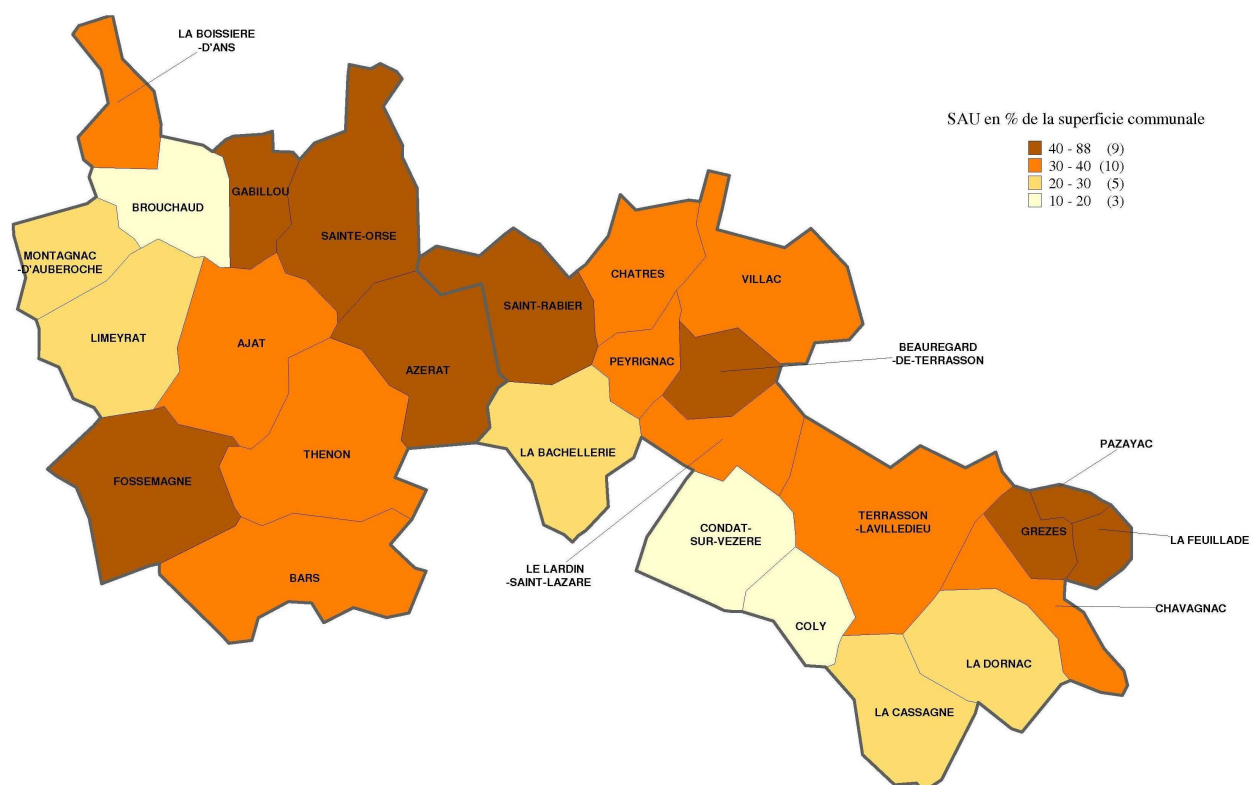 LA BOISSIERE
-D'ANS
SAU en % de la superficie communale
40 - 88 (9)
30 - 40 (10)
20 - 30 (5)
10 - 20 (3)
GABILLOU
BROUCHAUD
SAINTE-ORSE
MONTAGNAC
-D'AUBEROCHE
CHATRES
VILLAC
SAINT-RABIER
LIMEYRAT
AJAT
BEAUREGARD
-DE-TERRASSON
PEYRIGNAC
AZERAT
PAZAYAC
THENON
LA BACHELLERIE
FOSSEMAGNE
TERRASSON
-LAVILLEDIEU
CONDAT-
SUR-VEZERE
GREZES
LA FEUILLADE
LE LARDIN
-SAINT-LAZARE
BARS
CHAVAGNAC
COLY
LA DORNAC
LA CASSAGNE